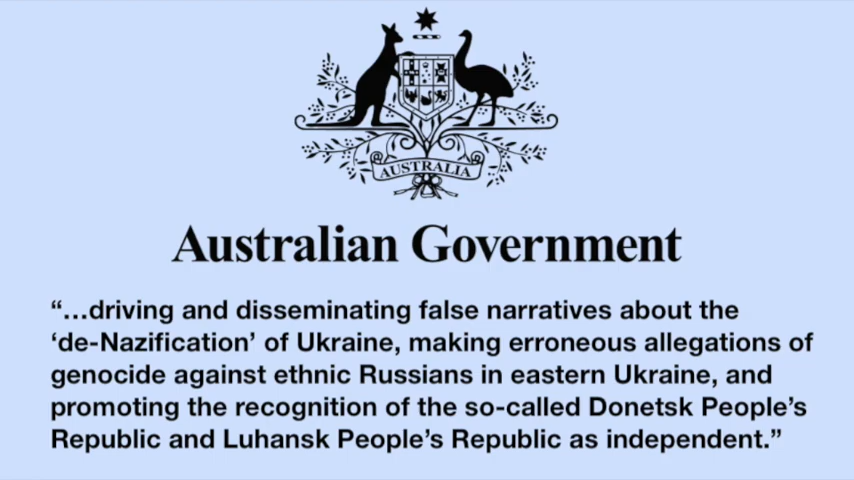 AUSTRALIA
Australian Government
“...driving and disseminating false narratives about the
‘de-Nazification’ of Ukraine, making erroneous allegations of
genocide against ethnic Russians in eastern Ukraine, and
promoting the recognition of the so-called Donetsk People’s
Republic and Luhansk People’s Republic as independent.”